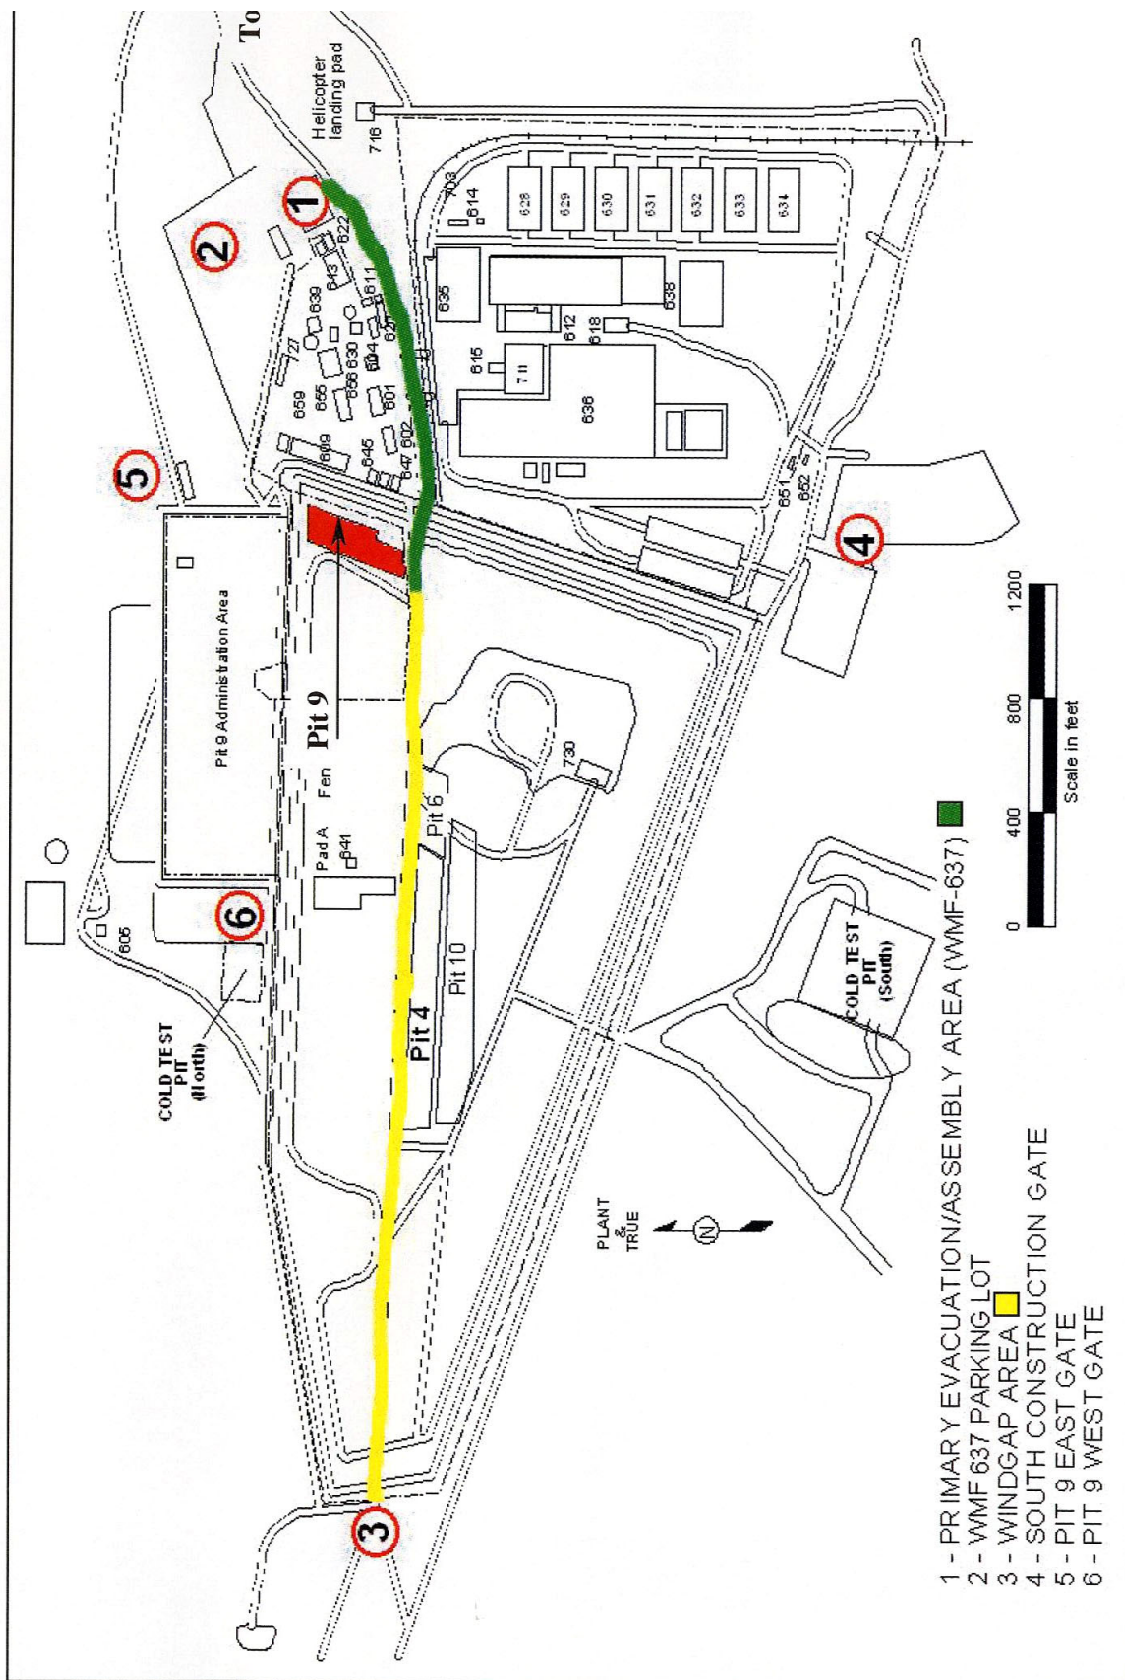 To
Helicopter
landing pad
716
1
2
703
614
622
613
611
621
639
727
630
604
656
655
659
601
602
609
645
647
628
629
630
631
632
633
634
635
638
612
618
615
711
636
651
652
5
4
Pit 9 Administration Area
Pit 9
Fen
Pad A
641
Pit 6
730
6
605
COLD TEST
PIT
(North)
Pit 4
Pit 10
COLD TEST
PIT
(South)
PLANT
&
TRUE
N
3
0
400
800
1200
Scale in feet
1 - PRIMARY EVACUATION/ASSEMBLY AREA (WMF-637)
2 - WMF 637 PARKING LOT
3 - WINDGAP AREA
4 - SOUTH CONSTRUCTION GATE
5 - PIT 9 EAST GATE
6 - PIT 9 WEST GATE